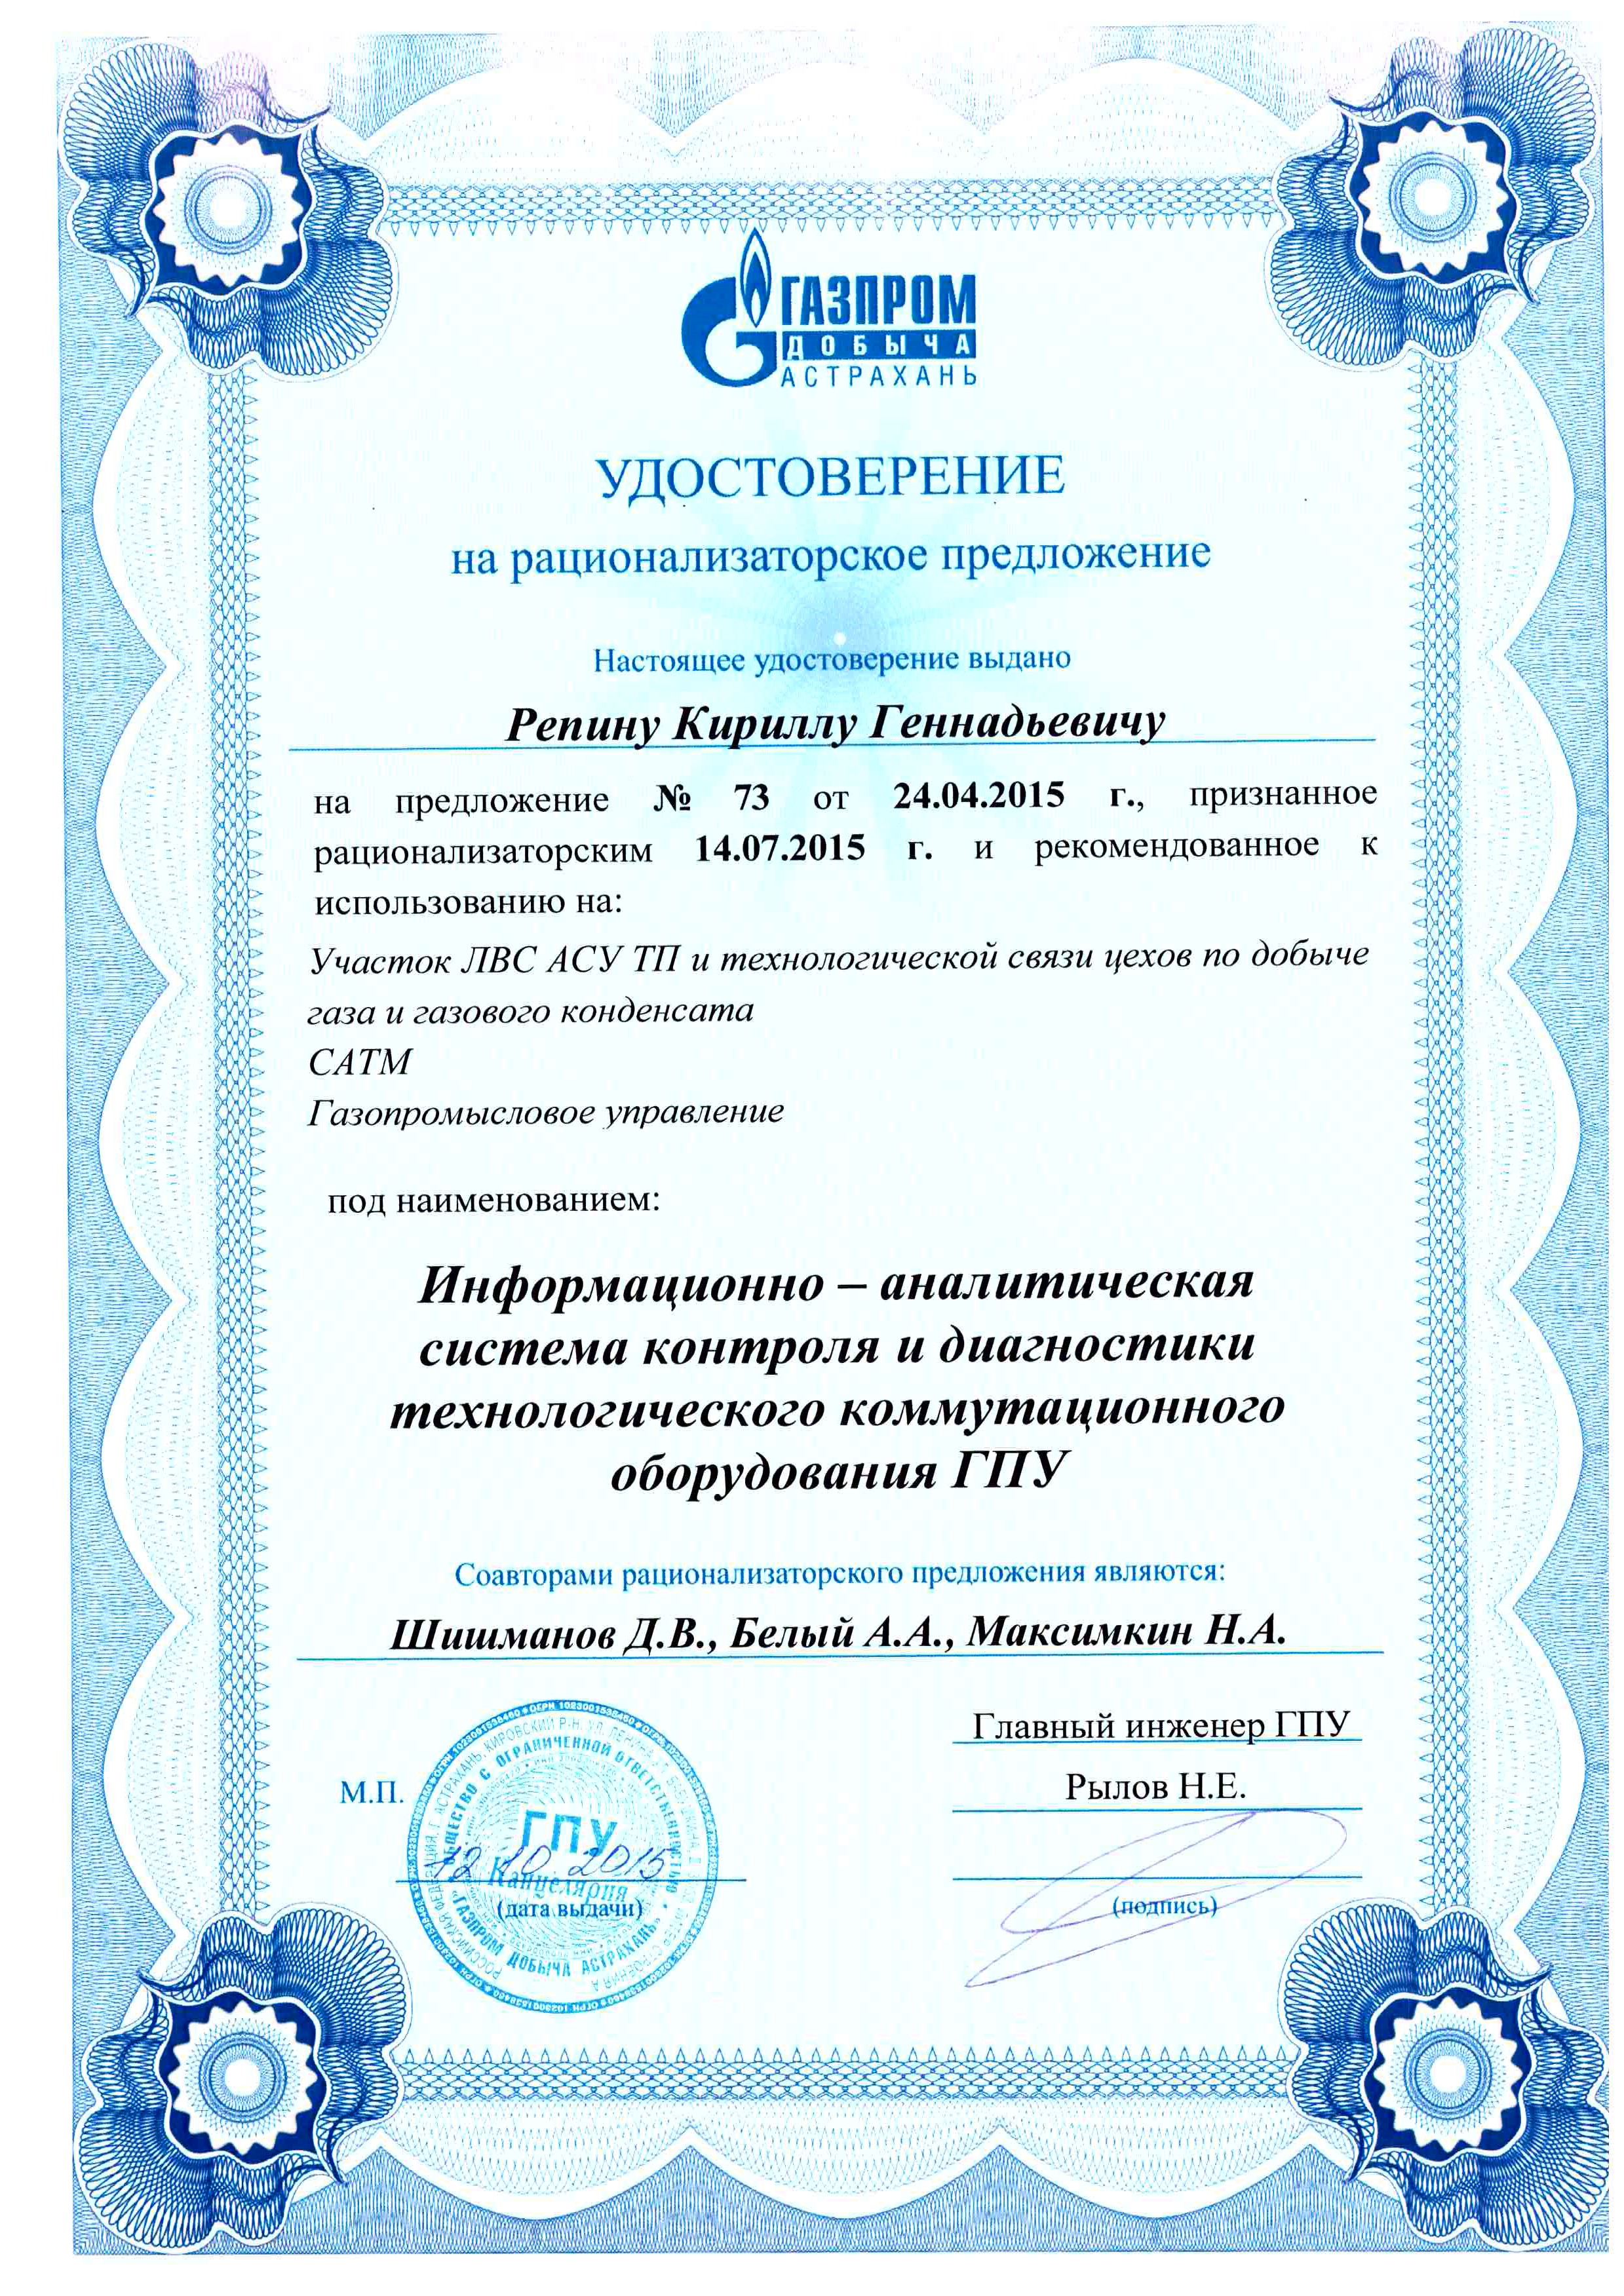 ГАЗПРОМ
ДОБЫЧА
АСТРАХАНЬ
УДОСТОВЕРЕНИЕ
на рационализаторское предложение
Настоящее удостоверение выдано
Репину Кириллу Геннадьевичу
на предложение № 73 от 24.04.2015 г., признанное
рационализаторским 14.07.2015 г. и рекомендованное к
использованию на:
Участок ЛВС АСУ ТП и технологической связи цехов по добыче
газа и газового конденсата
САТМ
Газопромысловое управление
под наименованием:
Информационно – аналитическая
система контроля и диагностики
технологического коммутационного
оборудования ГПУ
Соавторами рационализаторского предложения являются:
Шишманов Д.В., Белый А.А., Максимкин Н.А.
Главный инженер ГПУ
М.П.
Рылов Н.Е.
ОБЩЕСТВО С ОГРАНИЧЕННОЙ ОТВЕТСТВЕННОСТЬЮ
"ГАЗПРОМ ДОБЫЧА АСТРАХАНЬ"
ГПУ
Канцелярия
12 10 2015
(дата выдачи)
(подпись)